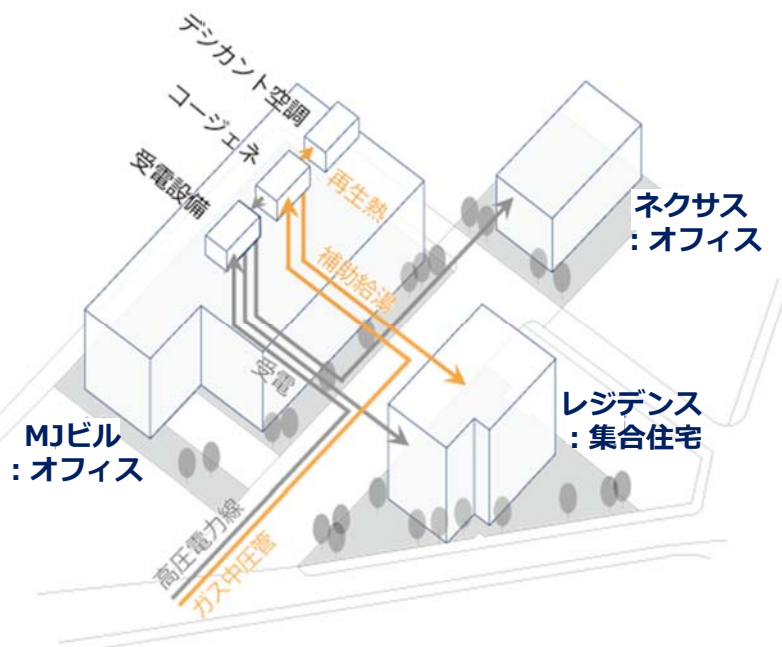 デシカント空調
コージェネ
受電設備
再生熱
補助給湯
ネクサス
：オフィス
受電
レジデンス
：集合住宅
MJビル
：オフィス
高圧電力線
ガス中圧管